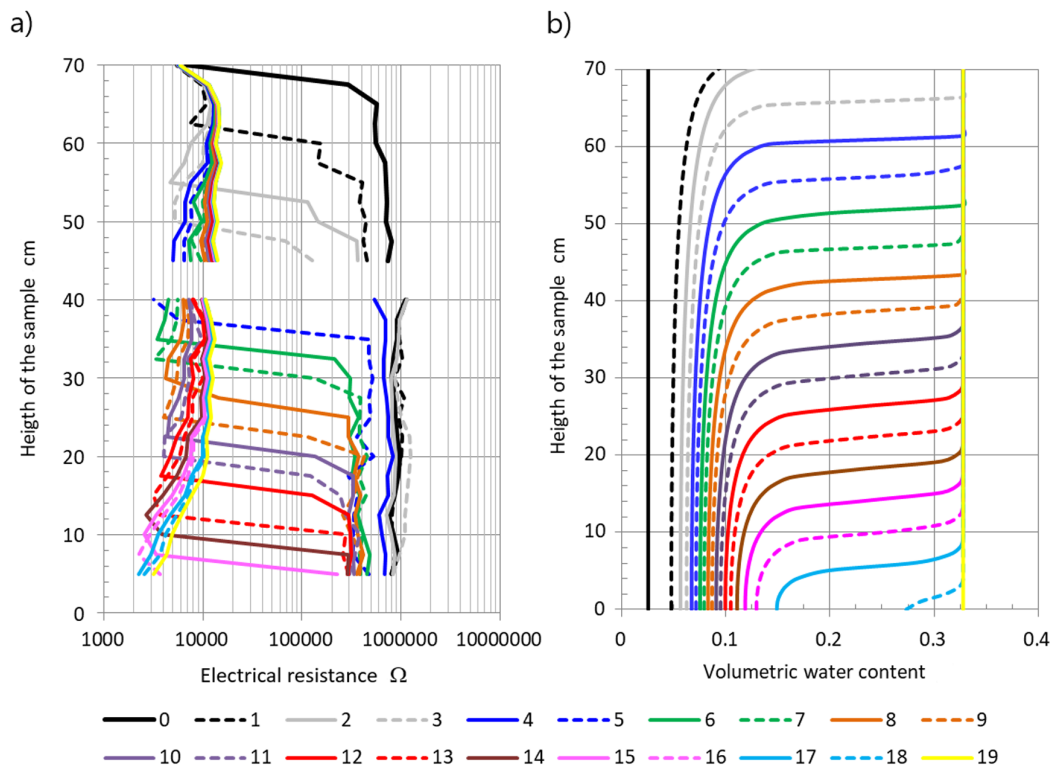 a)
b)
70
60
50
40
30
20
10
0
Heigth of the sample  cm
1000 10000 100000 1000000 10000000
Electrical resistance  Ω
70
60
50
40
30
20
10
0
Heigth of the sample  cm
0 0.1 0.2 0.3 0.4
Volumetric water content
0 1 2 3 4 5 6 7 8 9
10 11 12 13 14 15 16 17 18 19